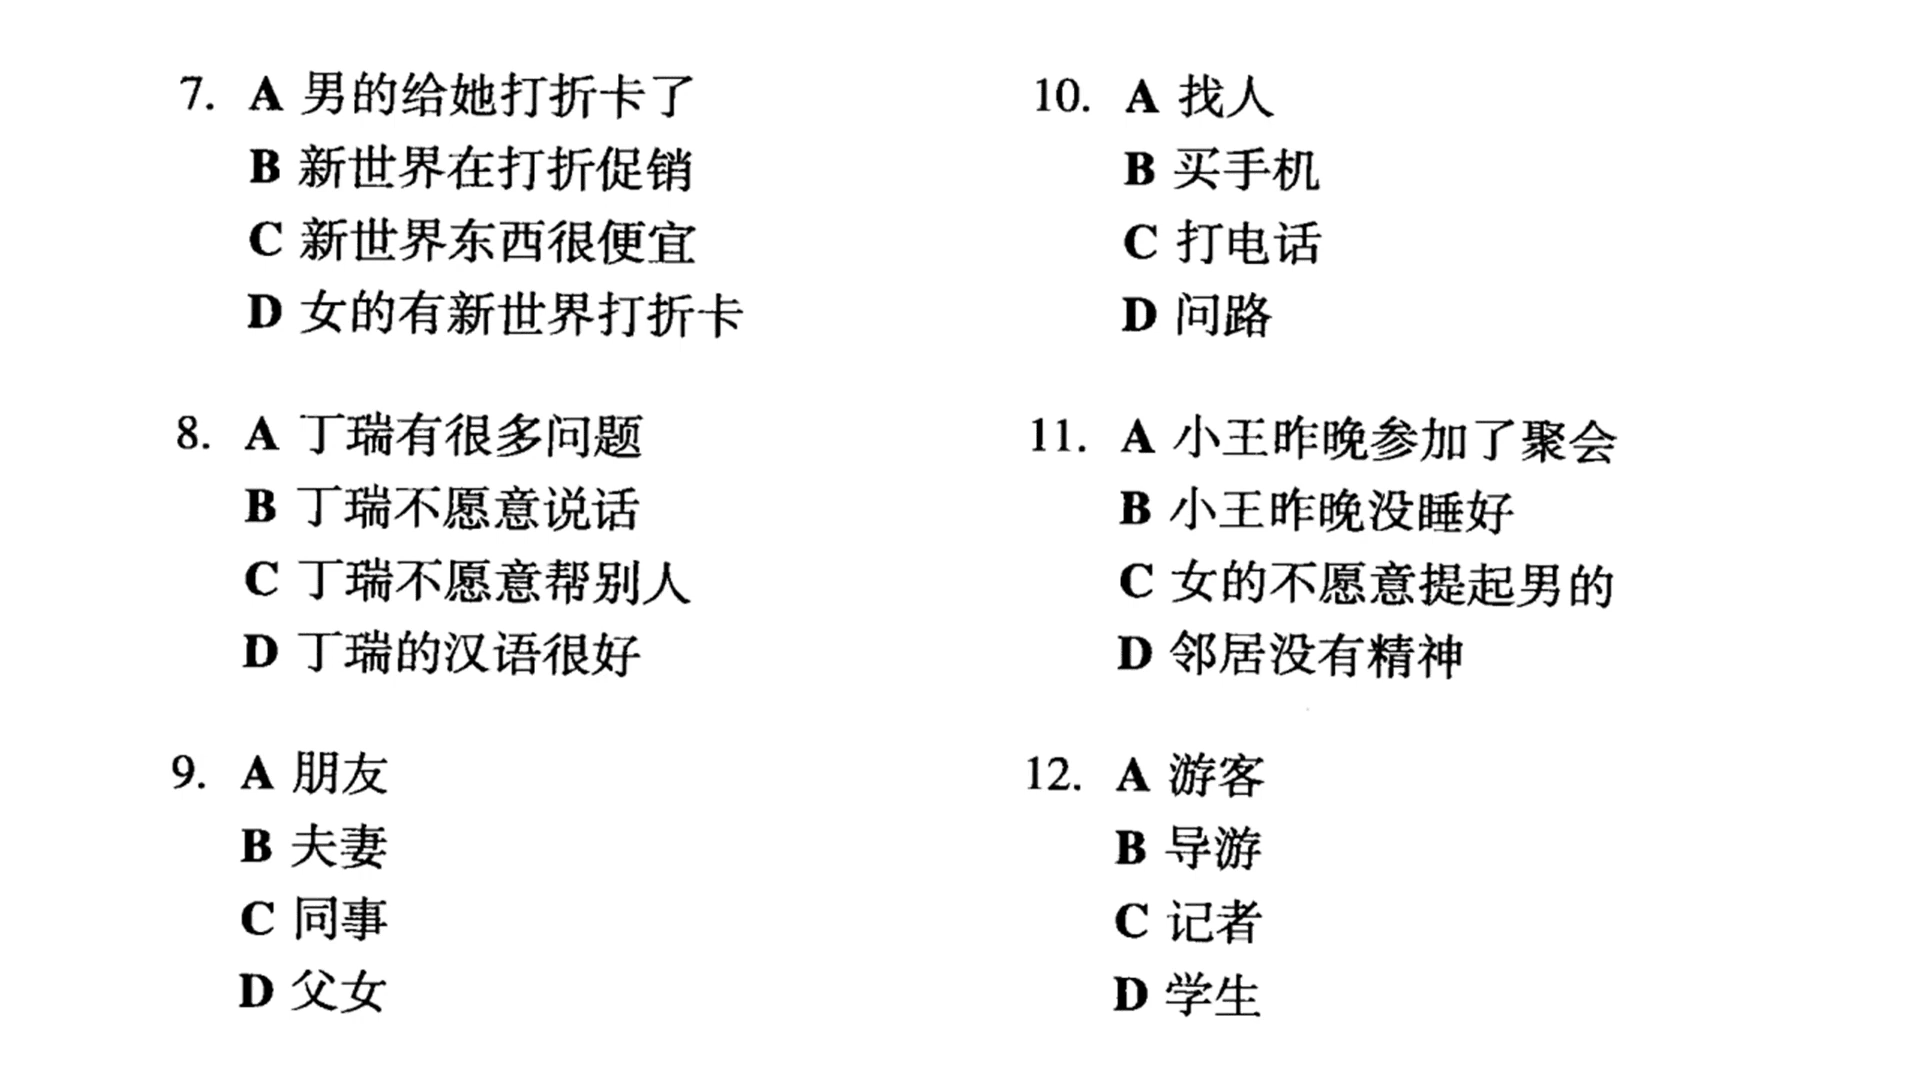 7. A 男的给她打折卡了
B 新世界在打折促销
C 新世界东西很便宜
D 女的有新世界打折卡
8. A 丁瑞有很多问题
B 丁瑞不愿意说话
C 丁瑞不愿意帮别人
D 丁瑞的汉语很好
9. A 朋友
B 夫妻
C 同事
D 父女
10. A 找人
B 买手机
C 打电话
D 问路
11. A 小王昨晚参加了聚会
B 小王昨晚没睡好
C 女的不愿意提起男的
D 邻居没有精神
12. A 游客
B 导游
C 记者
D 学生